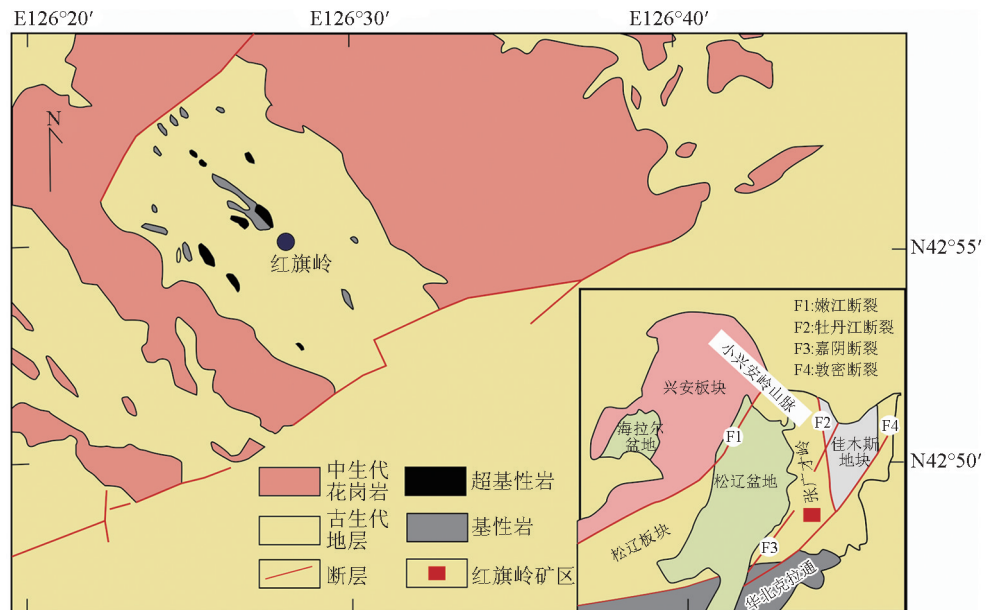 E126°20′
E126°30′
E126°40′
N
红旗岭
N42°55′
F1:嫩江断裂
F2:牡丹江断裂
F3:嘉阴断裂
F4:敦密断裂
小兴安岭山脉
兴安板块
海拉尔
盆地
F1
F2
F4
佳木斯
地块
松辽盆地
张广才岭
N42°50′
松辽板块
F3
华北克拉通
中生代
花岗岩
超基性岩
古生代
地层
基性岩
断层
红旗岭矿区